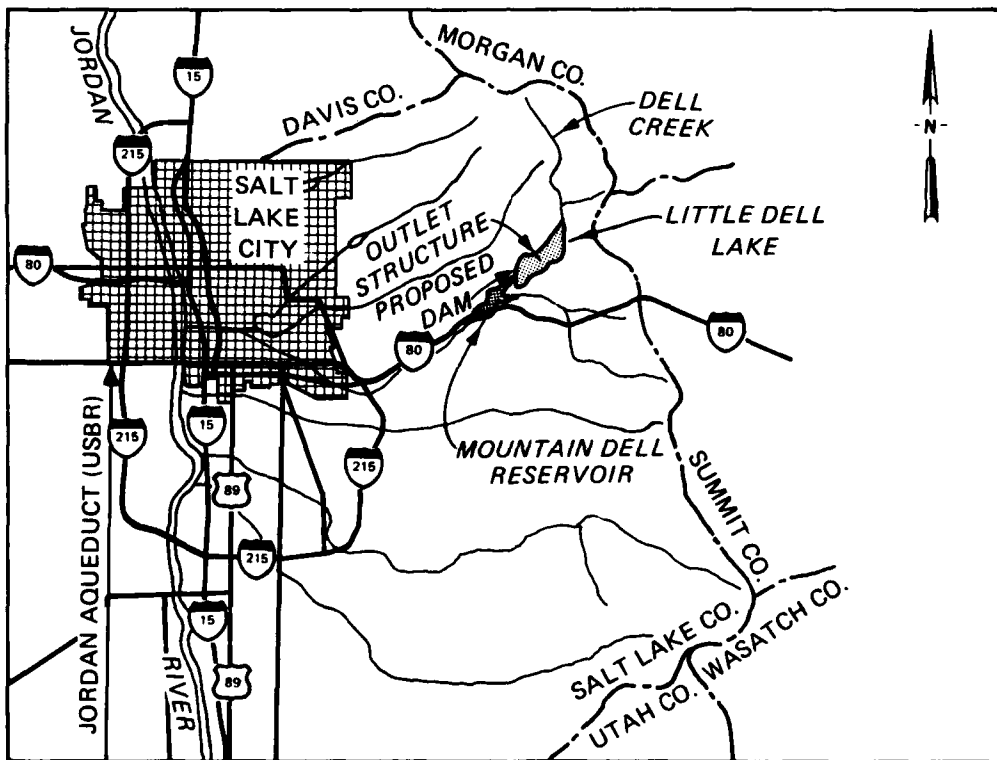 JORDAN
15
MORGAN CO.
DAVIS CO.
DELL
CREEK
-N-
215
SALT
LAKE
CITY
OUTLET
STRUCTURE
LITTLE DELL
LAKE
80
PROPOSED
DAM
80
80
JORDAN AQUEDUCT (USBR)
215
15
215
MOUNTAIN DELL
RESERVOIR
89
SUMMIT CO.
215
15
SALT LAKE CO.
WASATCH CO.
RIVER
89
UTAH CO.